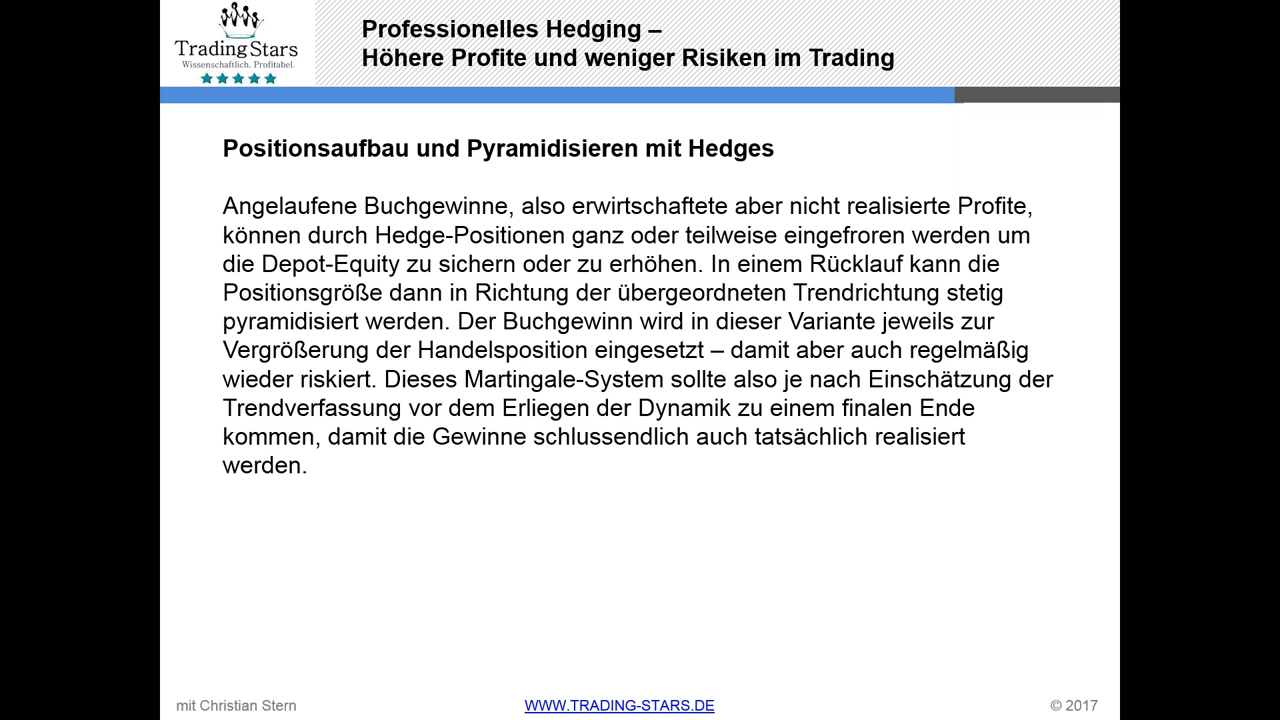 TradingStars
Wissenschaftlich. Profitabel.
Professionelles Hedging –
Höhere Profite und weniger Risiken im Trading
Positionsaufbau und Pyramidisieren mit Hedges
Angelaufene Buchgewinne, also erwirtschaftete aber nicht realisierte Profite,
können durch Hedge-Positionen ganz oder teilweise eingefroren werden um
die Depot-Equity zu sichern oder zu erhöhen. In einem Rücklauf kann die
Positionsgröße dann in Richtung der übergeordneten Trendrichtung stetig
pyramidisiert werden. Der Buchgewinn wird in dieser Variante jeweils zur
Vergrößerung der Handelsposition eingesetzt – damit aber auch regelmäßig
wieder riskiert. Dieses Martingale-System sollte also je nach Einschätzung der
Trendverfassung vor dem Erliegen der Dynamik zu einem finalen Ende
kommen, damit die Gewinne schlussendlich auch tatsächlich realisiert
werden.
mit Christian Stern
WWW.TRADING-STARS.DE
© 2017